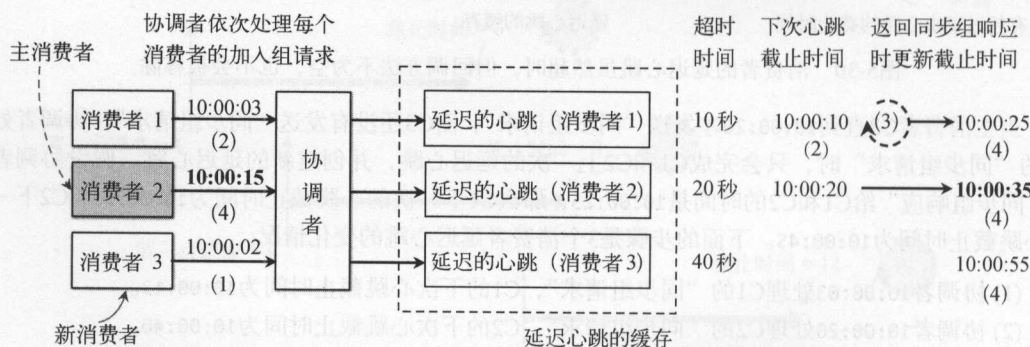 协调者依次处理每个
消费者的加入组请求
主消费者
超时
时间
下次心跳
截止时间
返回同步组响应
时更新截止时间
消费者 1
10:00:03
(2)
延迟的心跳（消费者1）
10秒
10:00:10
(2)
(3)
10:00:25
(4)
消费者 2
10:00:15
(4)
协
调
者
延迟的心跳（消费者2）
20秒
10:00:20
10:00:35
(4)
消费者 3
10:00:02
(1)
延迟的心跳（消费者3）
40秒
10:00:55
(4)
新消费者
延迟心跳的缓存